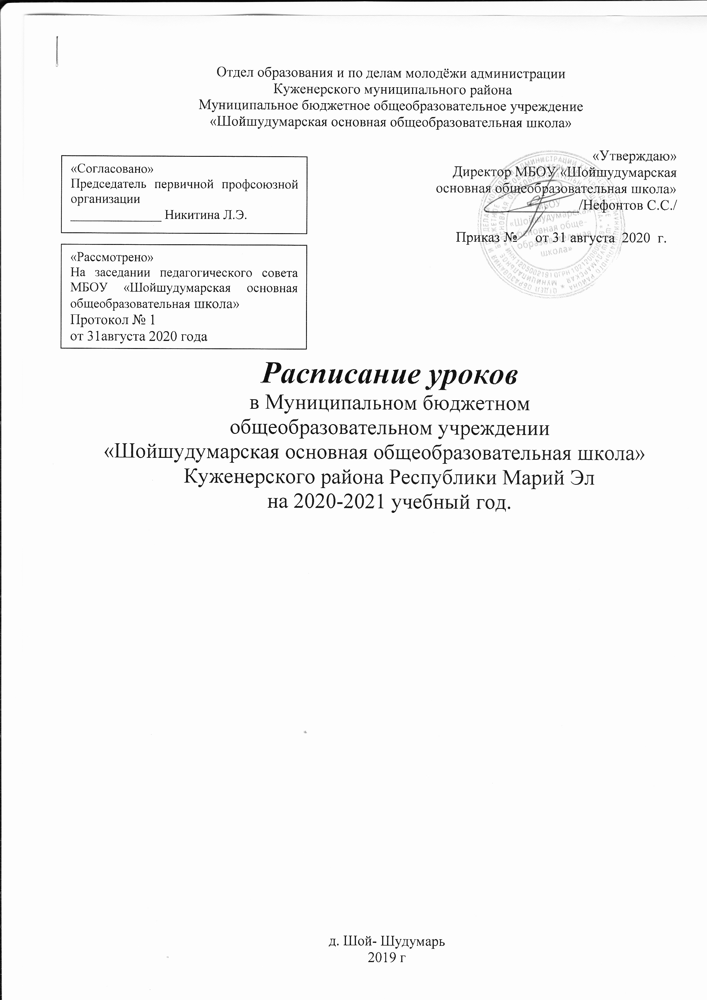 Отдел образования и по делам молодёжи администрации
Куженерского муниципального района
Муниципальное бюджетное общеобразовательное учреждение
«Шойшудумарская основная общеобразовательная школа»
«Согласовано»
Председатель первичной профсоюзной
организации
______________ Никитина Л.Э.
«Утверждаю»
Директор МБОУ «Шойшудумарская
основная общеобразовательная школа»
/Нефонтов С.С./
Приказ № от 31 августа 2020 г.
МБОУ
«Шойшудумарская
основная обще-
образовательная
школа»
«Рассмотрено»
На заседании педагогического совета
МБОУ «Шойшудумарская основная
общеобразовательная школа»
Протокол № 1
от 31августа 2020 года
Расписание уроков
в Муниципальном бюджетном
общеобразовательном учреждении
«Шойшудумарская основная общеобразовательная школа»
Куженерского района Республики Марий Эл
на 2020-2021 учебный год.
д. Шой- Шудумарь
2019 г